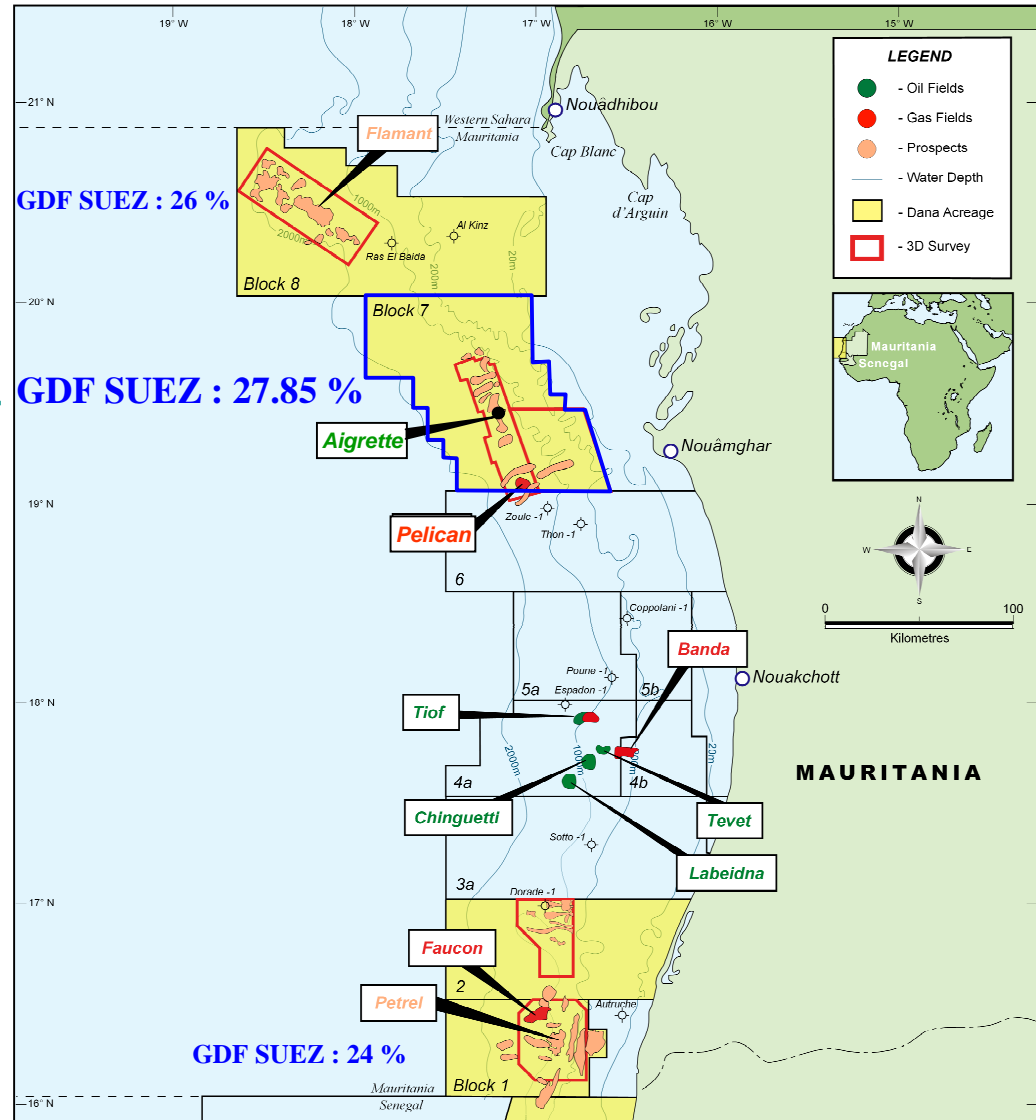 19° W
18° W
17° W
16° W
15° W
21° N
20° N
19° N
18° N
17° N
16° N
LEGEND
- Oil Fields
- Gas Fields
- Prospects
- Water Depth
- Dana Acreage
- 3D Survey
Nouâdhibou
Western Sahara
Mauritania
Cap Blanc
Cap
d'Arguin
Flamant
GDF SUEZ : 26 %
1000m
2000m
200m
20m
Al Kinz
Ras El Baida
Block 8
Block 7
Mauritania
Senegal
GDF SUEZ : 27.85 %
Aigrette
Nouâmghar
Pelican
Zoule -1
Thon -1
6
N
W
E
S
0
100
Kilometres
Coppolani -1
Banda
Poune -1
Nouakchott
5a
5b
Espadon -1
Tiof
2000m
1000m
200m
20m
4a
4b
MAURITANIA
Chinguetti
Tevet
Sotto -1
Labeidna
3a
Dorade -1
Faucon
2
Petrel
Autruche
GDF SUEZ : 24 %
Block 1
Mauritania
Senegal